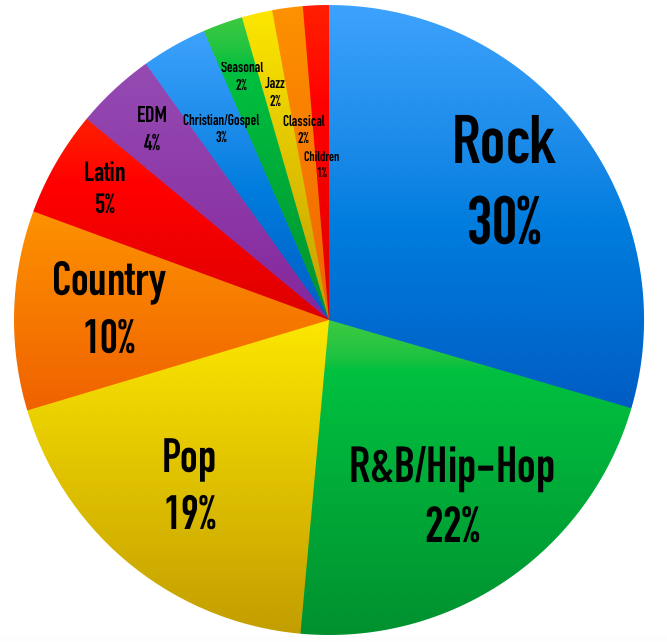 Rock
30%
R&B/Hip-Hop
22%
Pop
19%
Country
10%
Latin
5%
EDM
4%
Christian/Gospel
3%
Seasonal
2%
Jazz
2%
Classical
2%
Children
1%